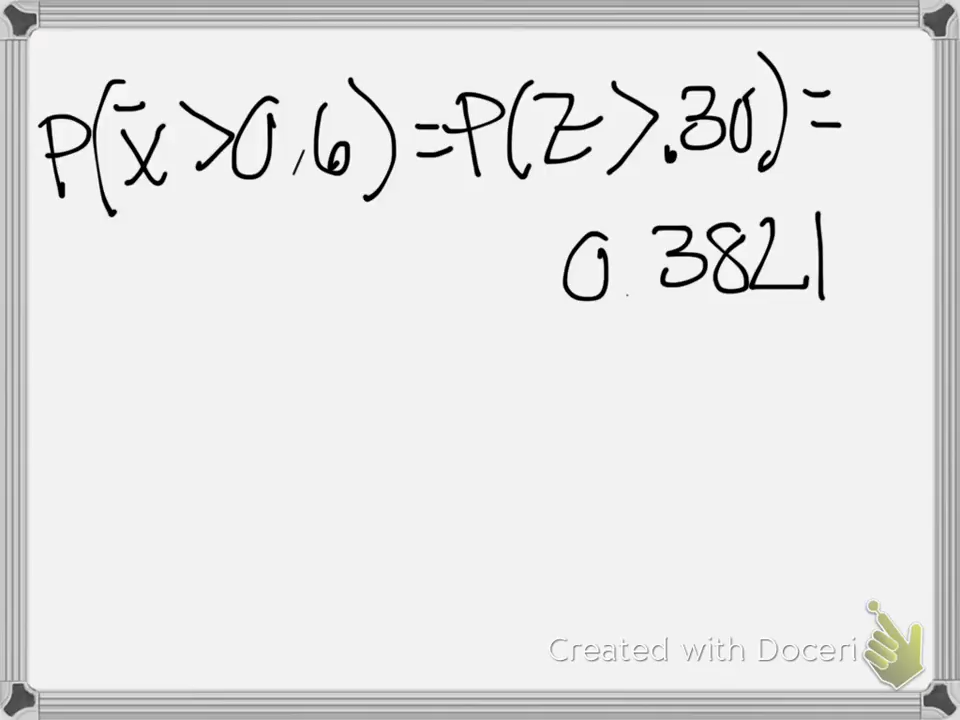 P(x̄ > 0.6) = P(Z > .30) =
0.3821
Created with Doceri